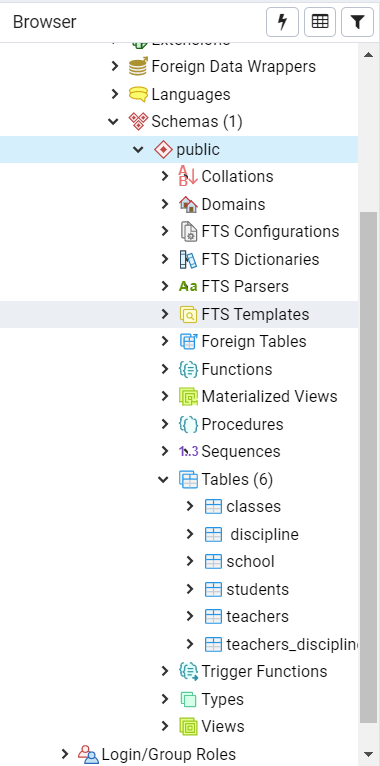 Browser
Extensions
Foreign Data Wrappers
Languages
Schemas (1)
public
Collations
Domains
FTS Configurations
FTS Dictionaries
Aa FTS Parsers
FTS Templates
Foreign Tables
Functions
Materialized Views
Procedures
1..3 Sequences
Tables (6)
classes
discipline
school
students
teachers
teachers_disciplin
Trigger Functions
Types
Views
Login/Group Roles